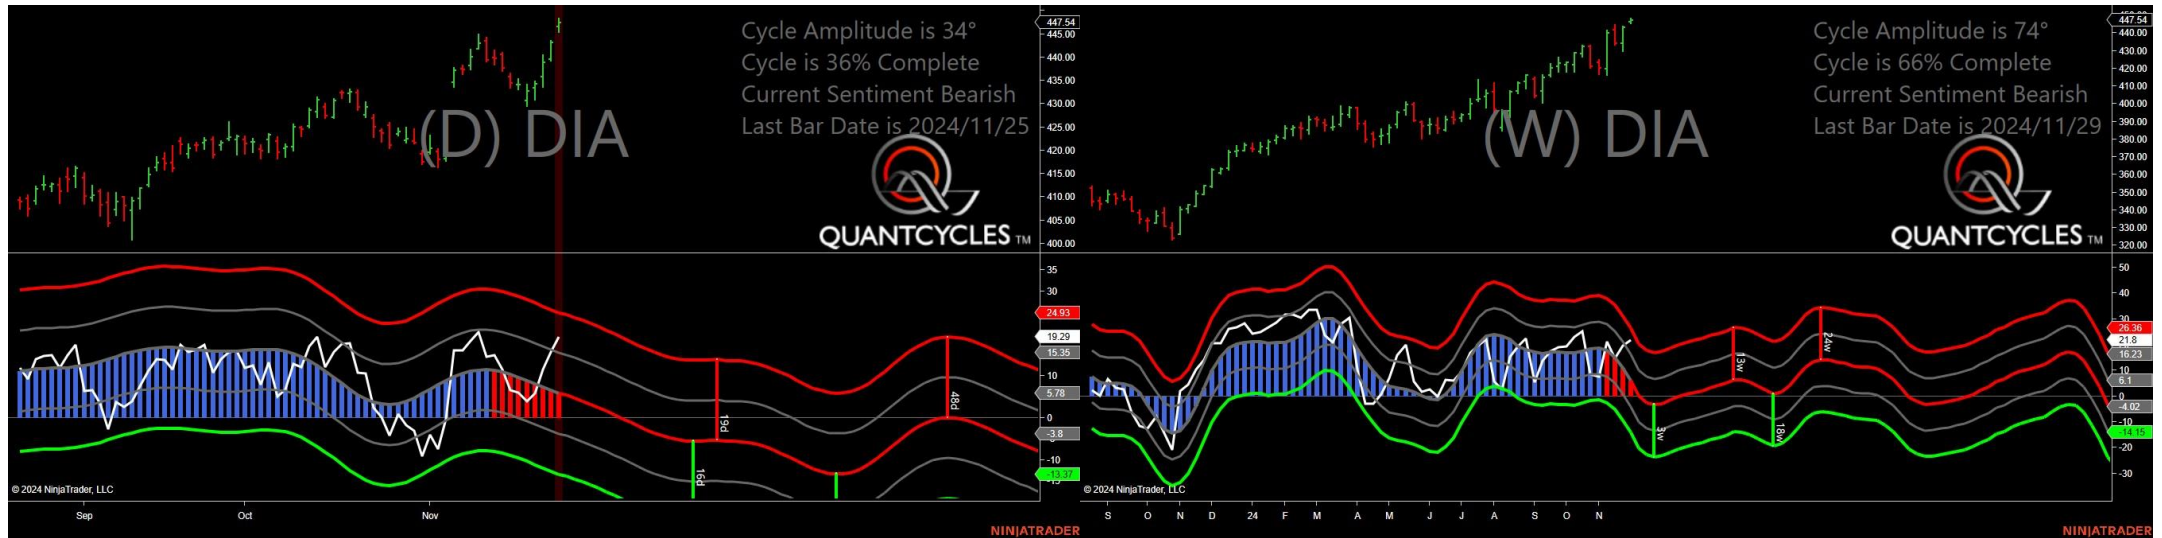 Cycle Amplitude is 34°
Cycle is 36% Complete
Current Sentiment Bearish
Last Bar Date is 2024/11/25
(D) DIA
QUANTCYCLES TM
447.54
445.00
440.00
435.00
430.00
425.00
420.00
415.00
410.00
405.00
400.00
35
30
24.93
19.29
15.35
10
5.78
0
-3.8
-10
-13.37
16d
19d
48d
© 2024 NinjaTrader, LLC
Sep
Oct
Nov
NINJATRADER
Cycle Amplitude is 74°
Cycle is 66% Complete
Current Sentiment Bearish
Last Bar Date is 2024/11/29
(W) DIA
QUANTCYCLES TM
447.54
440.00
430.00
420.00
410.00
400.00
390.00
380.00
370.00
360.00
350.00
340.00
330.00
320.00
50
40
30
26.36
21.8
16.23
10
6.1
0
-4.02
-10
-14.15
-20
-30
3w
13w
18w
24w
© 2024 NinjaTrader, LLC
S O N D 24 F M A M J J A S O N
NINJATRADER